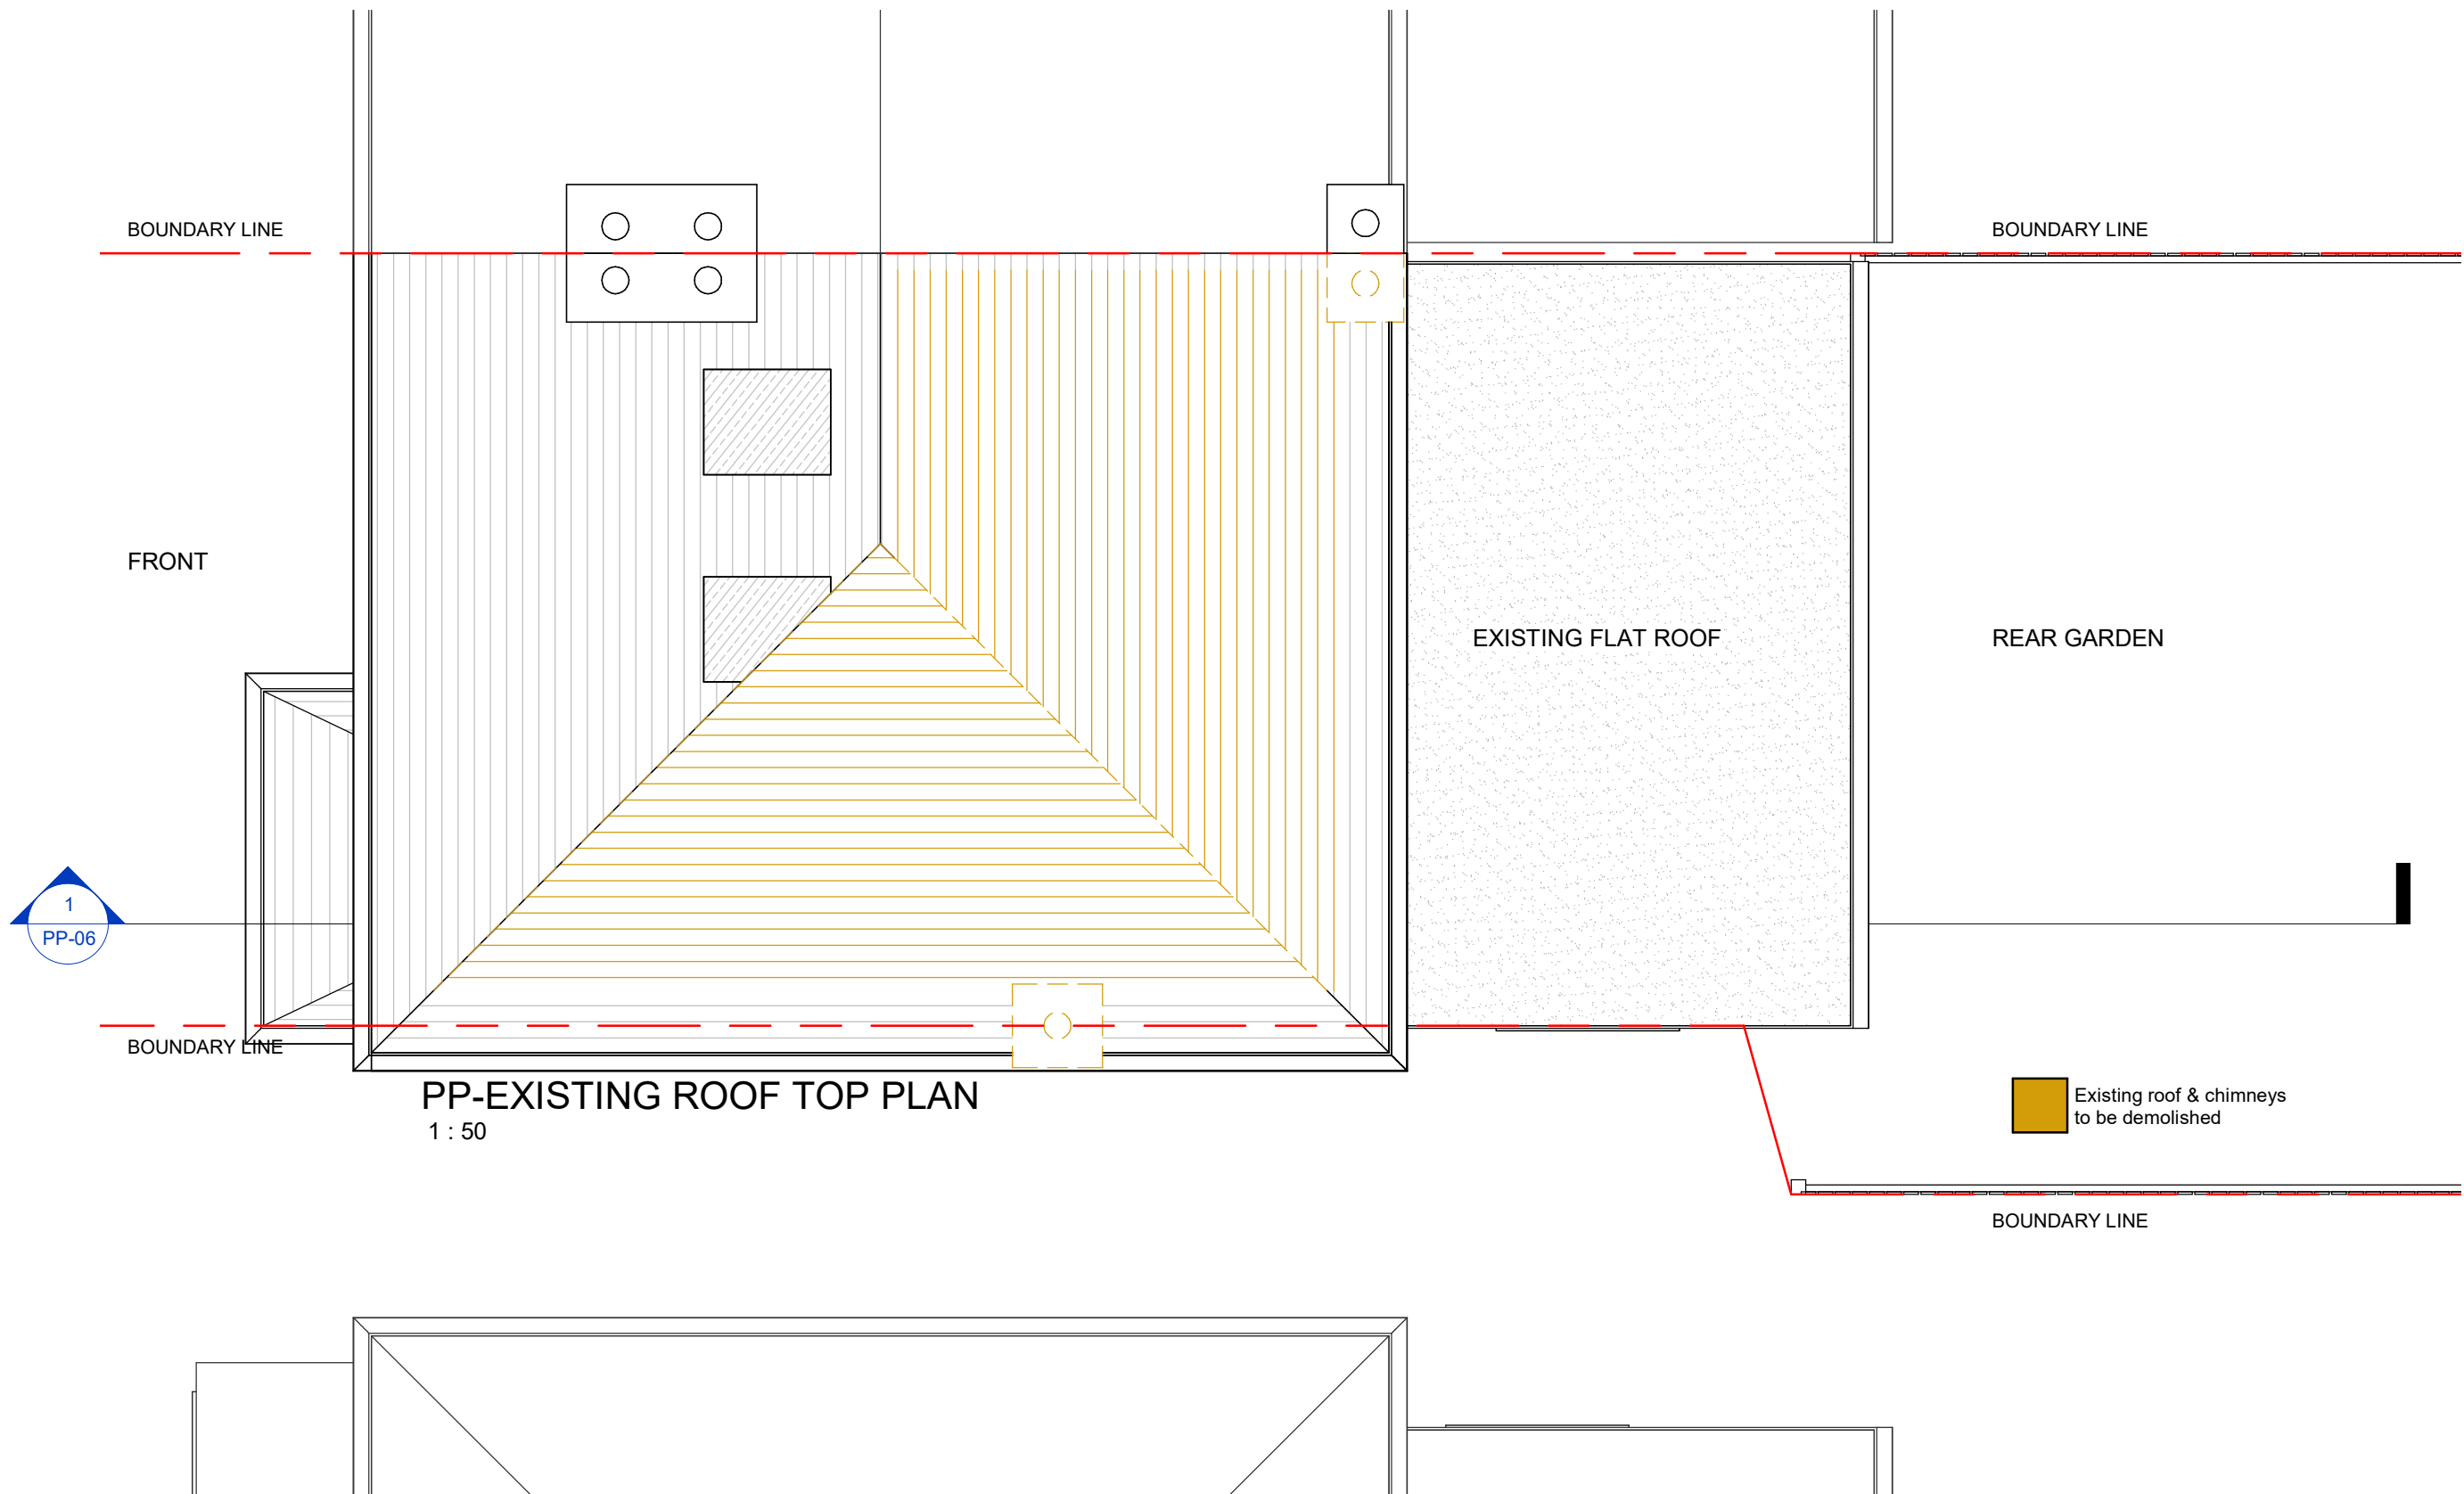 BOUNDARY LINE
BOUNDARY LINE
FRONT
EXISTING FLAT ROOF
REAR GARDEN
1
PP-06
BOUNDARY LINE
PP-EXISTING ROOF TOP PLAN
1 : 50
Existing roof & chimneys
to be demolished
BOUNDARY LINE